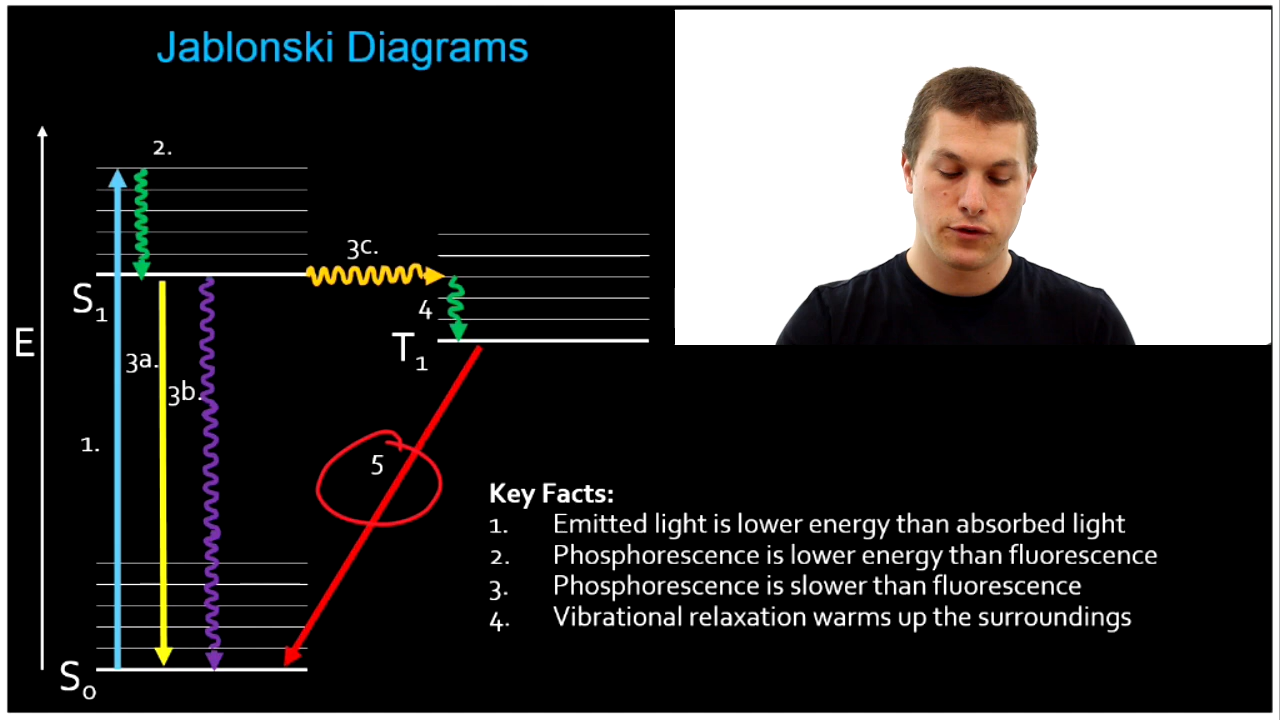 Jablonski Diagrams
2.
3c.
S1
4
E
T1
3a.
3b.
1.
5
Key Facts:
1. Emitted light is lower energy than absorbed light
2. Phosphorescence is lower energy than fluorescence
3. Phosphorescence is slower than fluorescence
4. Vibrational relaxation warms up the surroundings
S0